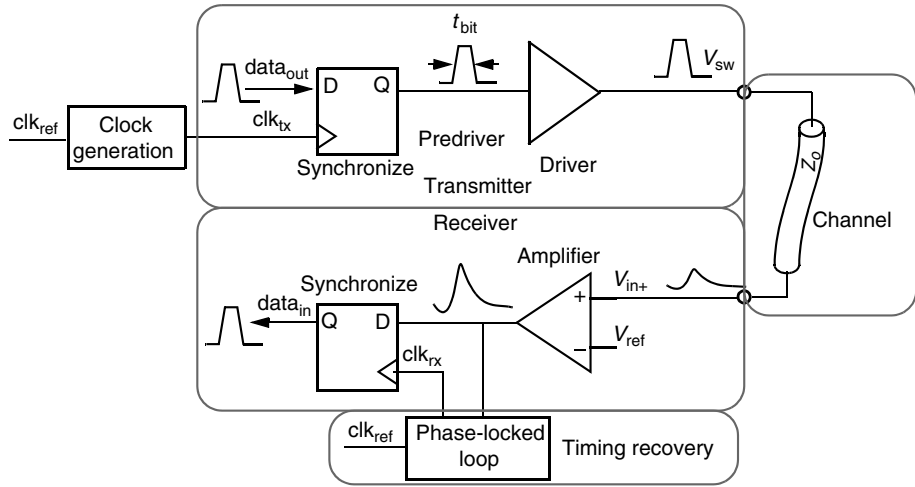 t_bit
V_sw
data_out
D Q
clk_ref
Clock
generation
clk_tx
Predriver
Synchronize
Driver
Transmitter
Z_o
Channel
Receiver
Amplifier
Synchronize
V_in+
+
data_in
Q D
V_ref
−
clk_rx
clk_ref
Phase-locked
loop
Timing recovery